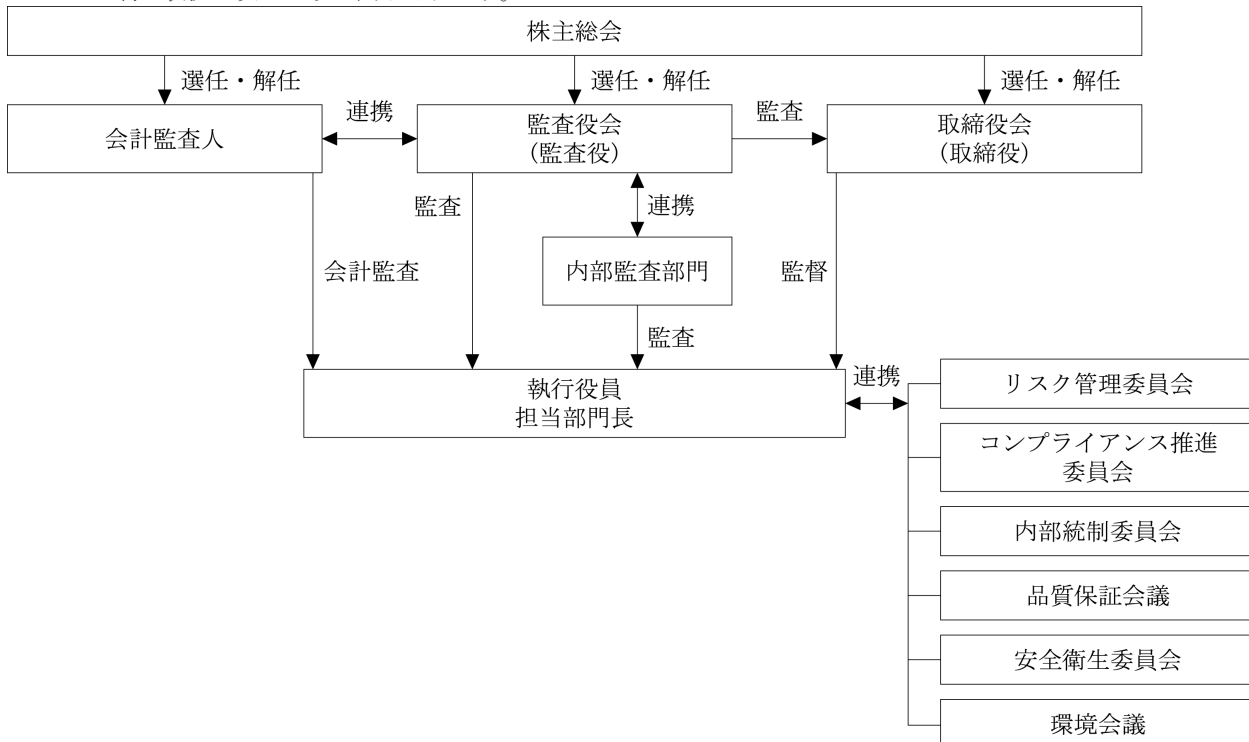 株主総会
選任・解任
選任・解任
選任・解任
会計監査人
連携
監査役会
（監査役）
監査
取締役会
（取締役）
監査
連携
会計監査
内部監査部門
監督
監査
執行役員
担当部門長
連携
リスク管理委員会
コンプライアンス推進
委員会
内部統制委員会
品質保証会議
安全衛生委員会
環境会議